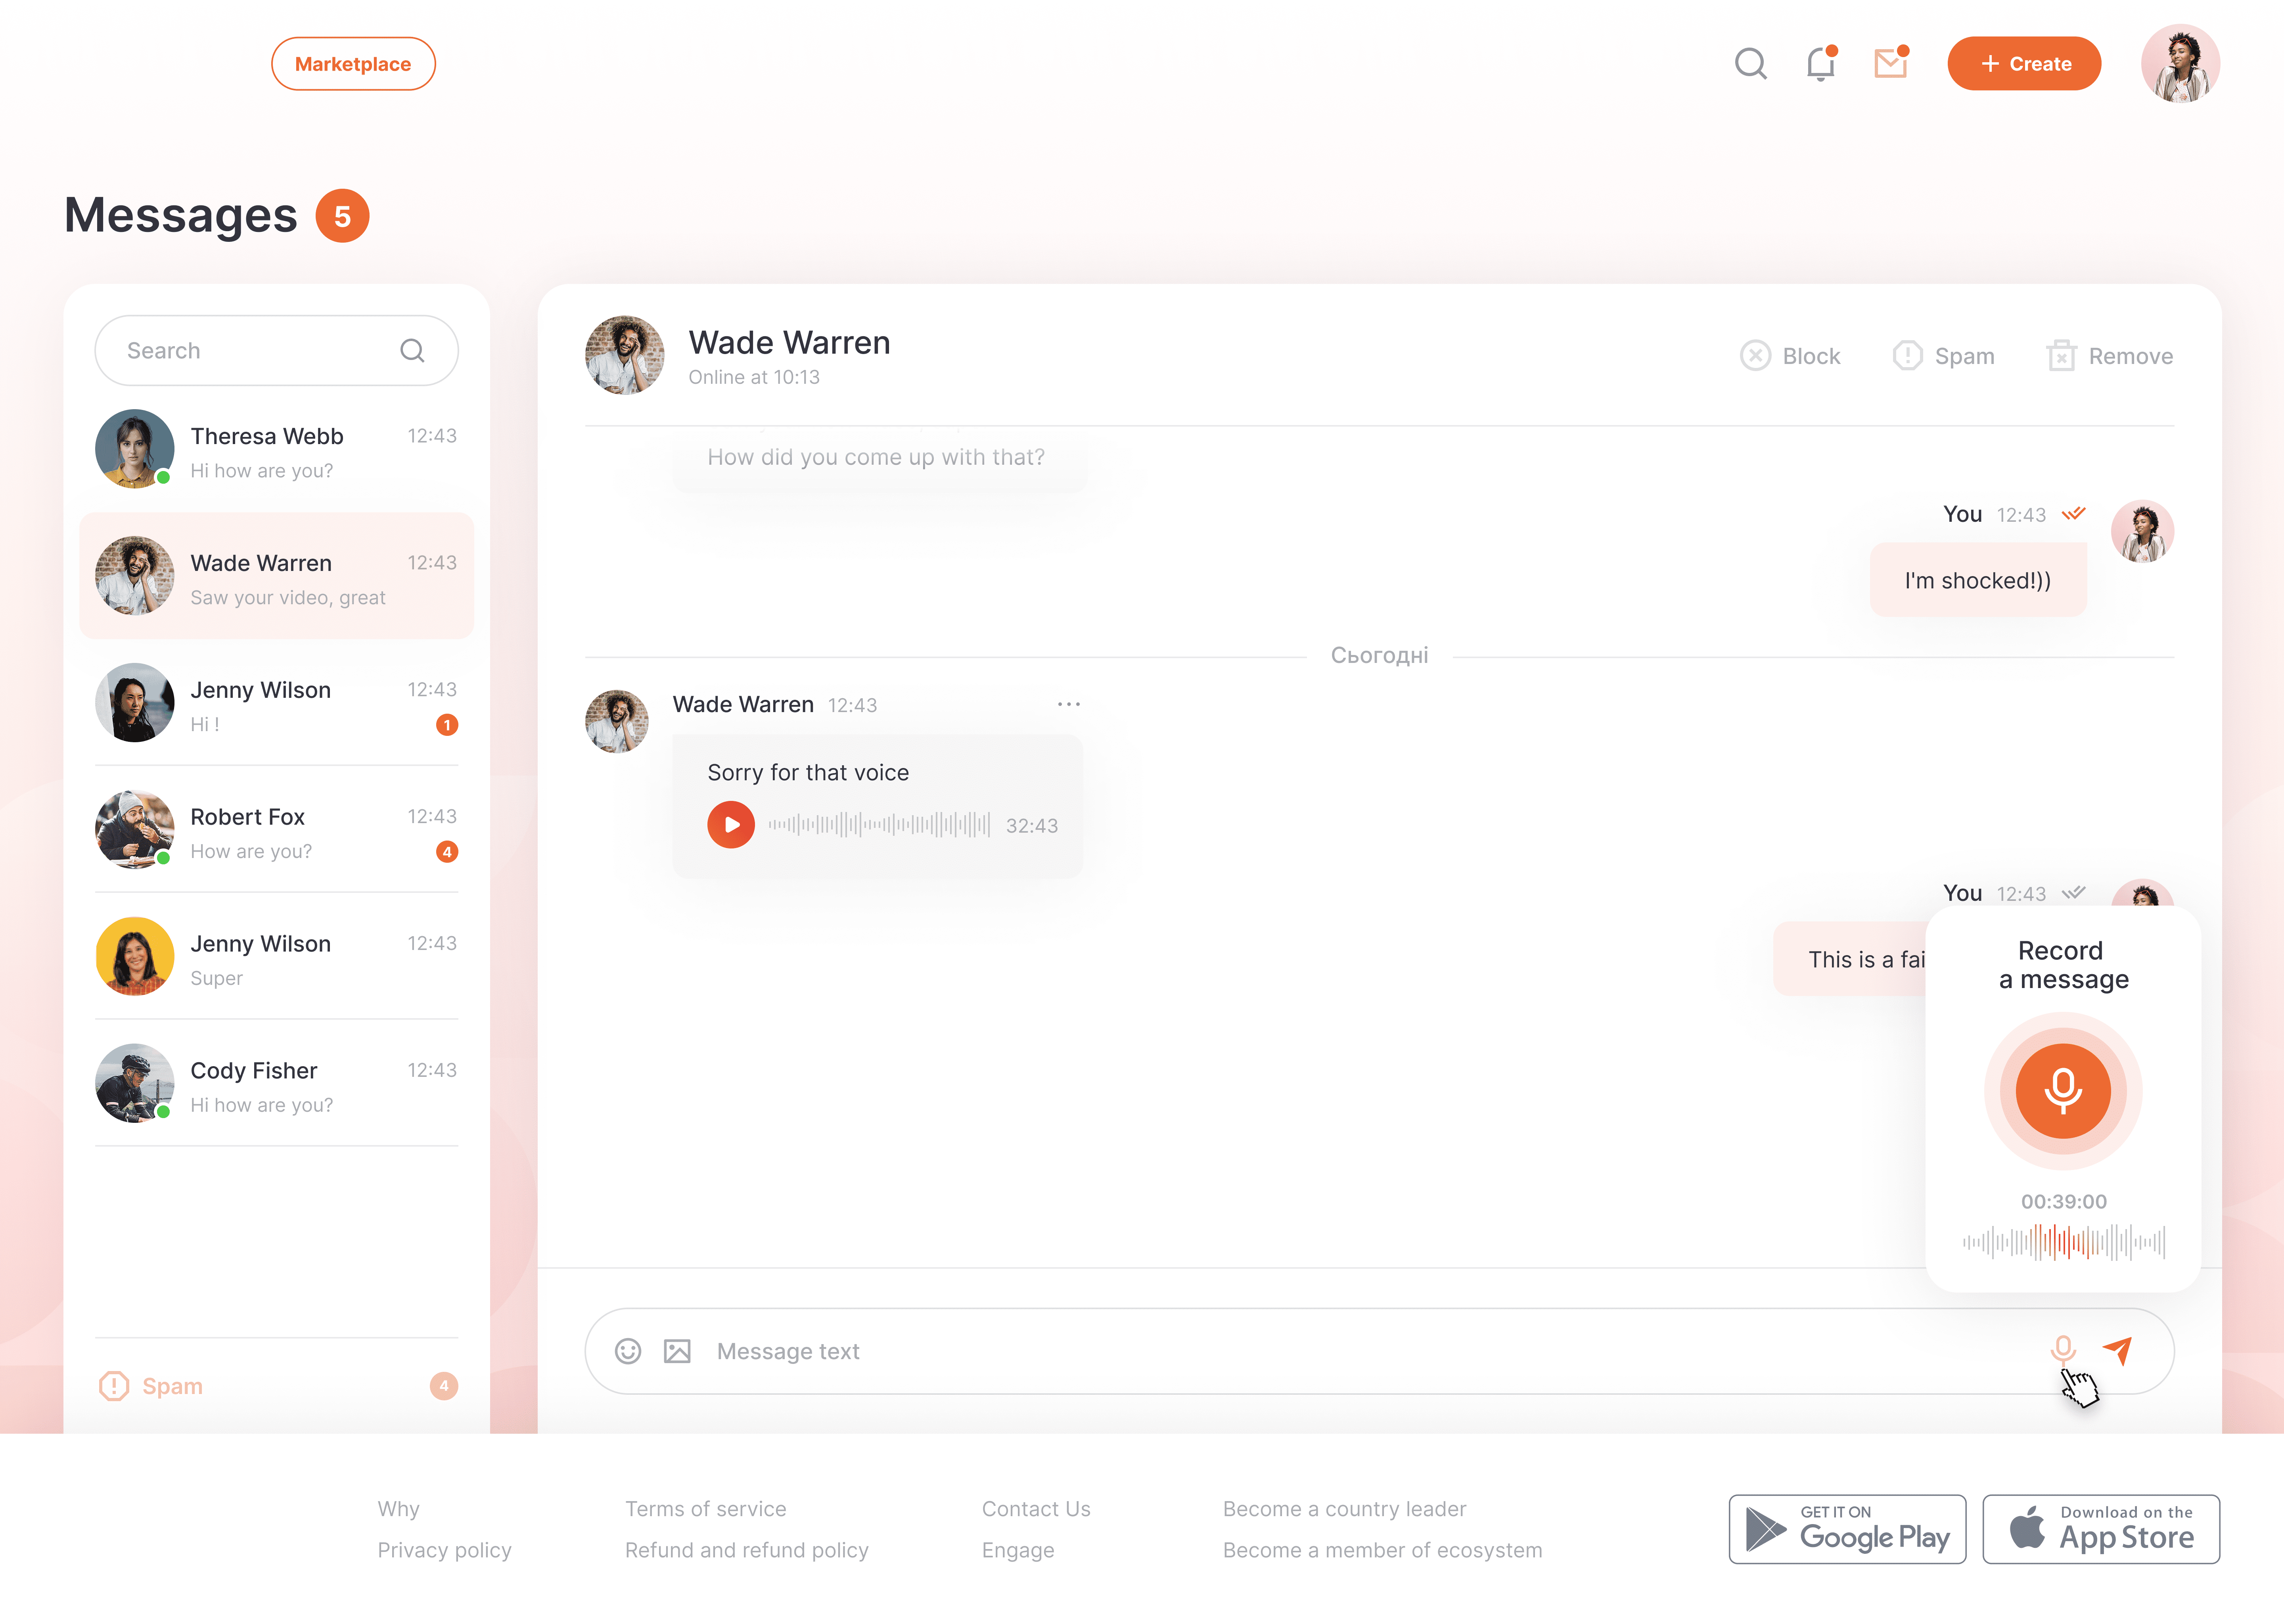 Marketplace
Create
Messages 5
Search
Theresa Webb 12:43
Hi how are you?
Wade Warren 12:43
Saw your video, great
Jenny Wilson 12:43
Hi ! 1
Robert Fox 12:43
How are you? 4
Jenny Wilson 12:43
Super
Cody Fisher 12:43
Hi how are you?
Spam 4
Wade Warren
Online at 10:13
Block Spam Remove
How did you come up with that?
You 12:43
I'm shocked!))
Сьогодні
Wade Warren 12:43 ...
Sorry for that voice
32:43
You 12:43
This is a fai
Record
a message
00:39:00
Message text
Why
Privacy policy
Terms of service
Refund and refund policy
Contact Us
Engage
Become a country leader
Become a member of ecosystem
GET IT ON
Google Play
Download on the
App Store